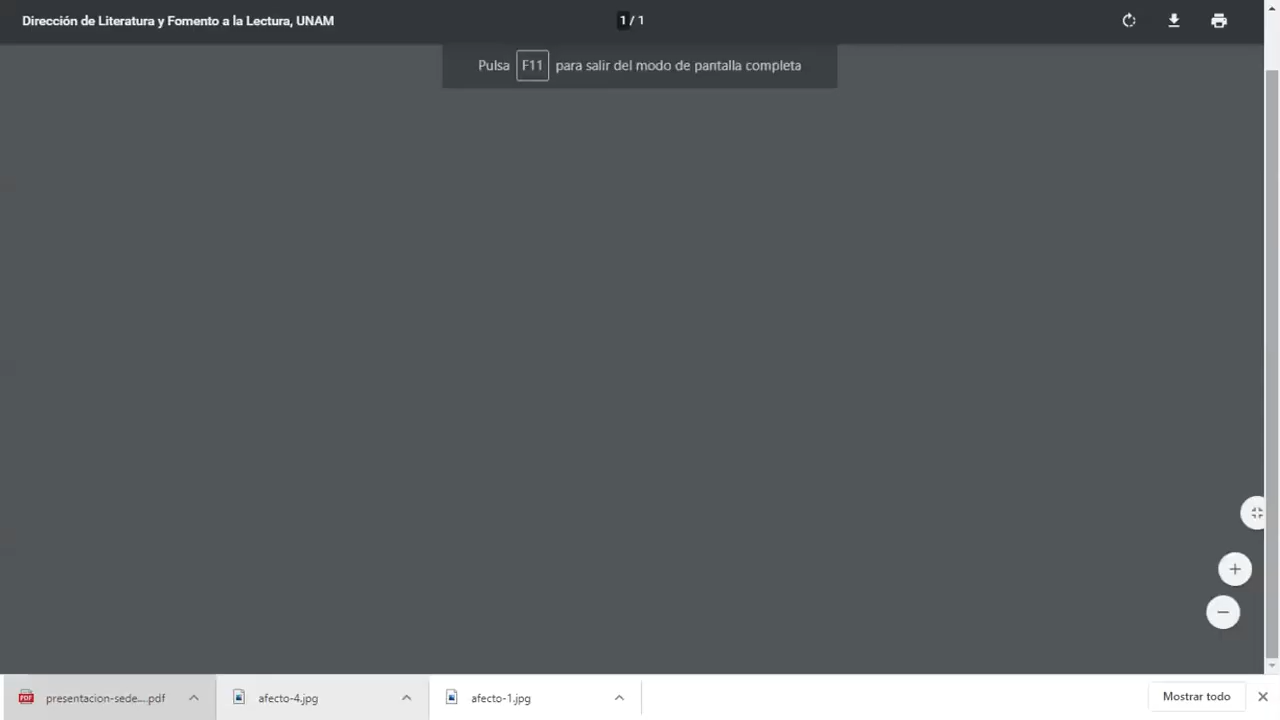 Dirección de Literatura y Fomento a la Lectura, UNAM
1 / 1
Pulsa F11 para salir del modo de pantalla completa
presentacion-sede....pdf
afecto-4.jpg
afecto-1.jpg
Mostrar todo